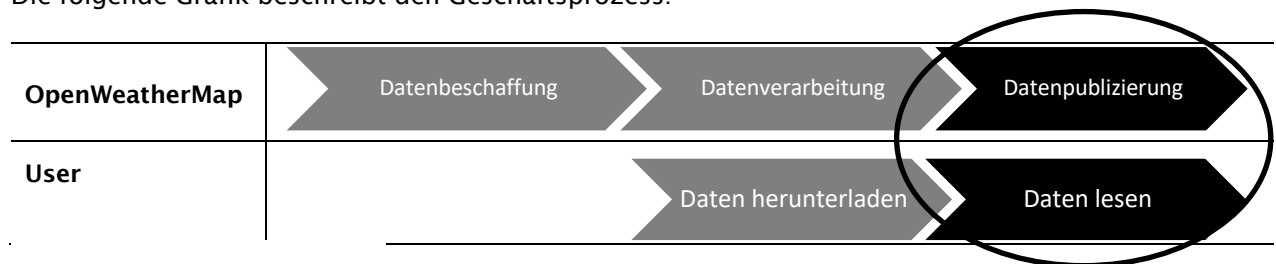 Die folgende Grafik beschreibt den Geschäftsprozess:
OpenWeatherMap
Datenbeschaffung
Datenverarbeitung
Datenpublizierung
User
Daten herunterladen
Daten lesen